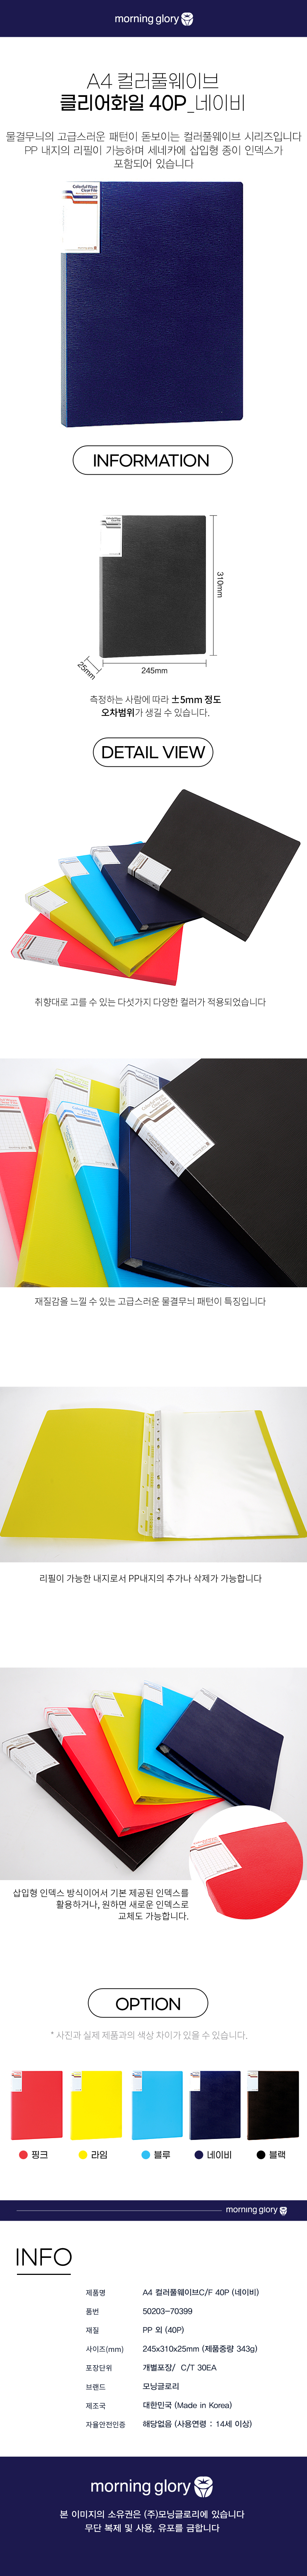 morning glory
A4 컬러풀웨이브
클리어화일 40P_네이비
물결무늬의 고급스러운 패턴이 돋보이는 컬러풀웨이브 시리즈입니다
PP 내지의 리필이 가능하며 세네카에 삽입형 종이 인덱스가
포함되어 있습니다
Colorful Wave
Clear File
INFORMATION
310mm
25mm
245mm
측정하는 사람에 따라 ±5mm 정도
오차범위가 생길 수 있습니다.
DETAIL VIEW
취향대로 고를 수 있는 다섯가지 다양한 컬러가 적용되었습니다
재질감을 느낄 수 있는 고급스러운 물결무늬 패턴이 특징입니다
리필이 가능한 내지로서 PP내지의 추가나 삭제가 가능합니다
삽입형 인덱스 방식이어서 기본 제공된 인덱스를
활용하거나, 원하면 새로운 인덱스로
교체도 가능합니다.
OPTION
* 사진과 실제 제품과의 색상 차이가 있을 수 있습니다.
핑크 라임 블루 네이비 블랙
morning glory
INFO
제품명 A4 컬러풀웨이브C/F 40P (네이비)
품번 50203-70399
재질 PP 외 (40P)
사이즈(mm) 245x310x25mm (제품중량 343g)
포장단위 개별포장/ C/T 30EA
브랜드 모닝글로리
제조국 대한민국 (Made in Korea)
자율안전인증 해당없음 (사용연령 : 14세 이상)
morning glory
본 이미지의 소유권은 (주)모닝글로리에 있습니다
무단 복제 및 사용, 유포를 금합니다